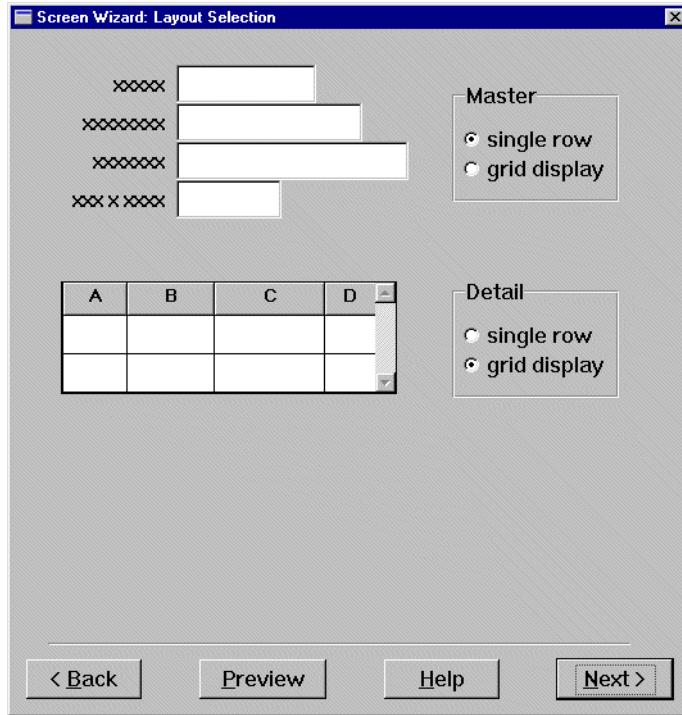 Screen Wizard: Layout Selection
xxxxx
xxxxxxxx
xxxxxxx
xxx x xxxx
Master
single row
grid display
A B C D
Detail
single row
grid display
< Back Preview Help Next >